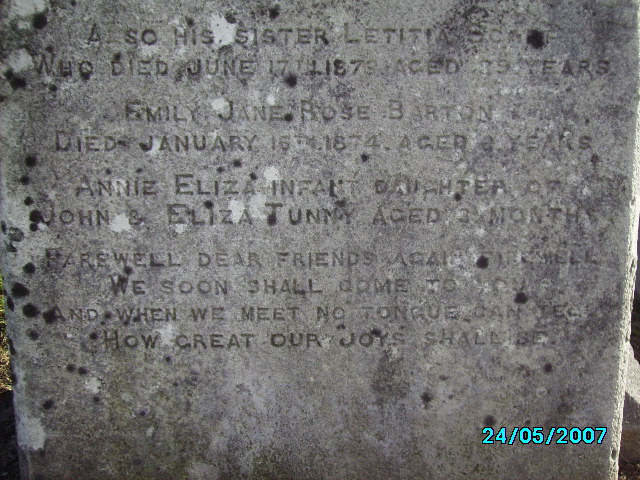 ALSO HIS SISTER LETITIA
WHO DIED JUNE 17TH 1879 AGED YEARS
EMILY JANE ROSE BARTON
DIED JANUARY 16TH 1874. AGED YEARS
ANNIE ELIZA INFANT DAUGHTER OF
JOHN & ELIZA TUNNY AGED 3 MONTHS
FAREWELL DEAR FRIENDS AGAIN FAREWELL
WE SOON SHALL COME TO YOU
AND WHEN WE MEET NO TONGUE CAN TELL
HOW GREAT OUR JOYS SHALL BE.
24/05/2007